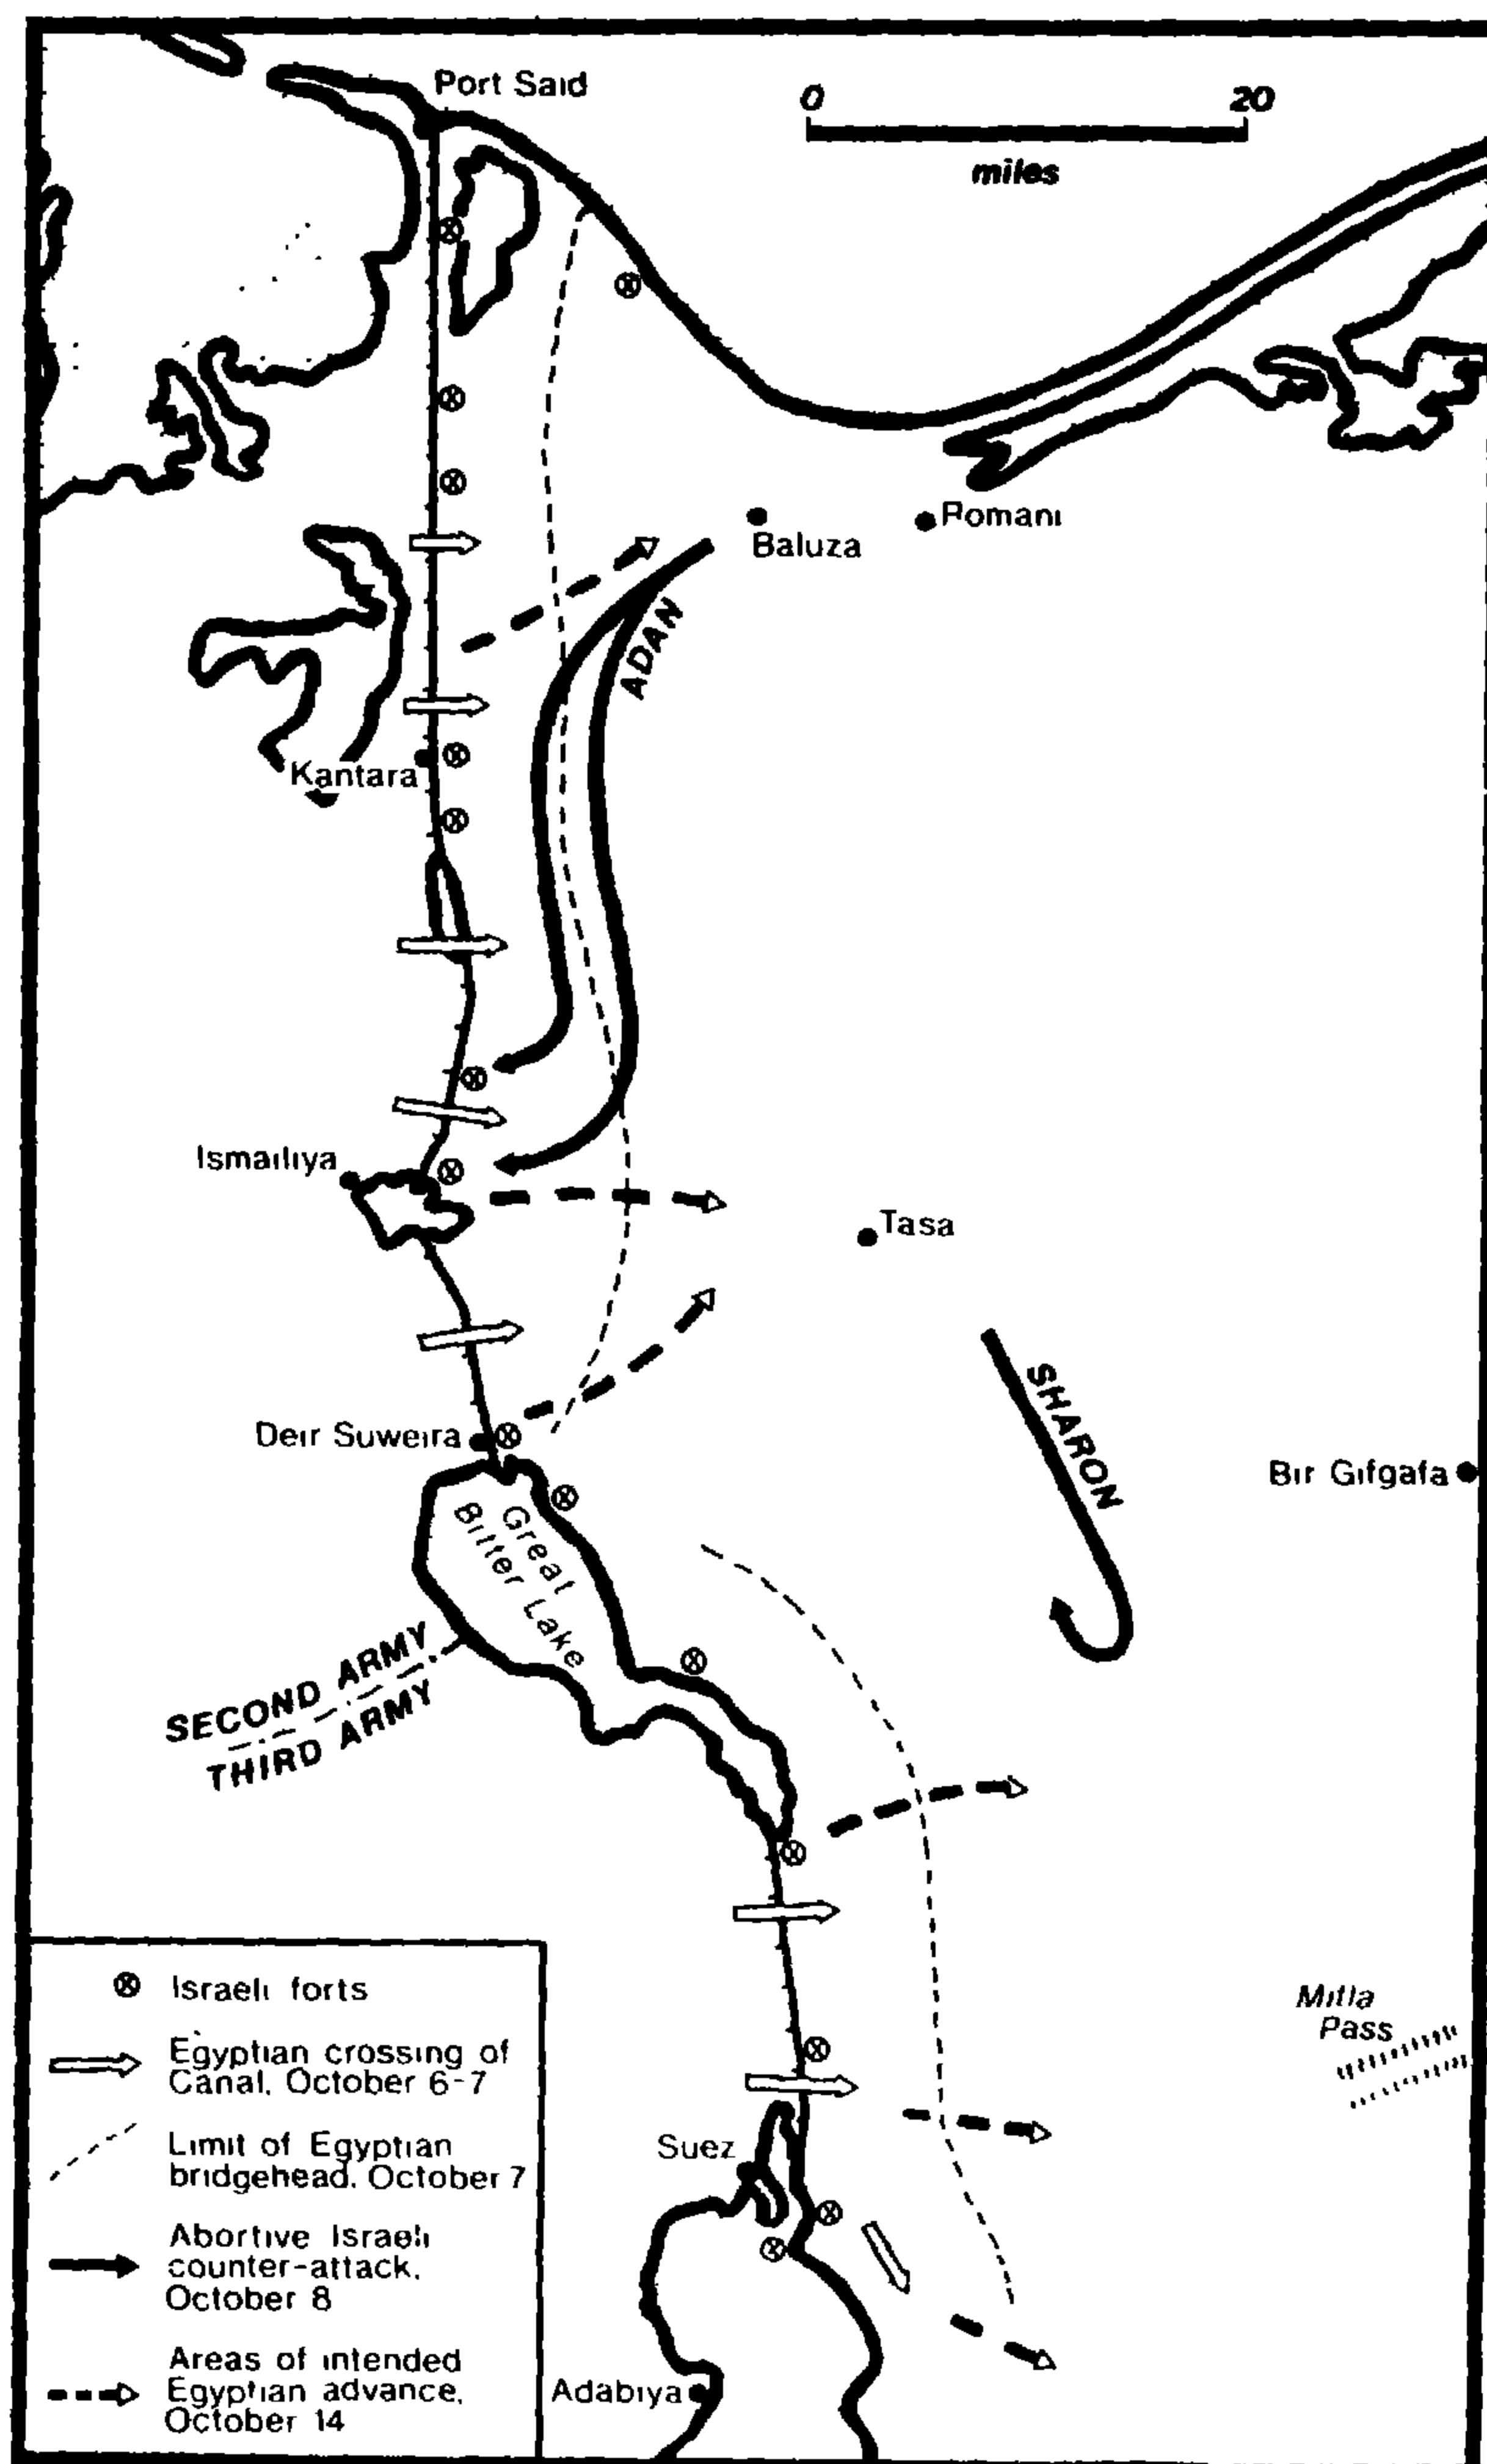 Port Said
0 20
miles
Baluza
Romani
ADAN
Kantara
Ismailiya
Tasa
SHARON
Deir Suweira
Bir Gifgafa
Great
Bitter Lake
SECOND ARMY
THIRD ARMY
Mitla
Pass
Suez
Adabiya
Israeli forts
Egyptian crossing of
Canal, October 6-7
Limit of Egyptian
bridgehead, October 7
Abortive Israeli
counter-attack,
October 8
Areas of intended
Egyptian advance,
October 14